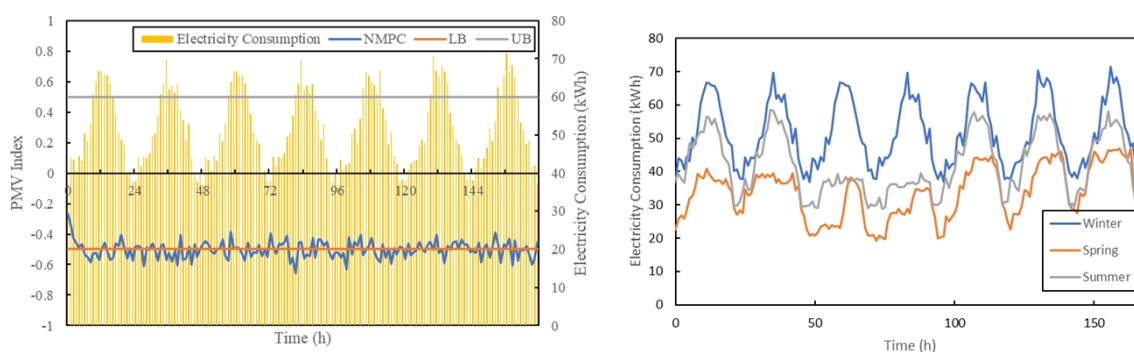 Electricity Consumption NMPC LB UB
1
0.8
0.6
0.4
0.2
0
-0.2
-0.4
-0.6
-0.8
-1
PMV Index
0 24 48 72 96 120 144
Time (h)
80
70
60
50
40
30
20
10
0
Electricity Consumption (kWh)
80
70
60
50
40
30
20
10
0
Electricity Consumption (kWh)
0 50 100 150
Time (h)
Winter
Spring
Summer